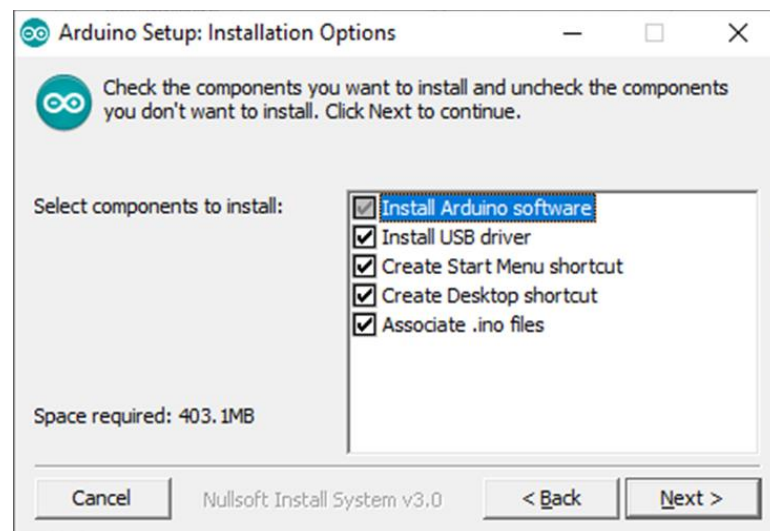 Arduino Setup: Installation Options
Check the components you want to install and uncheck the components
you don't want to install. Click Next to continue.
Select components to install:
Install Arduino software
Install USB driver
Create Start Menu shortcut
Create Desktop shortcut
Associate .ino files
Space required: 403.1MB
Cancel
Nullsoft Install System v3.0
< Back
Next >